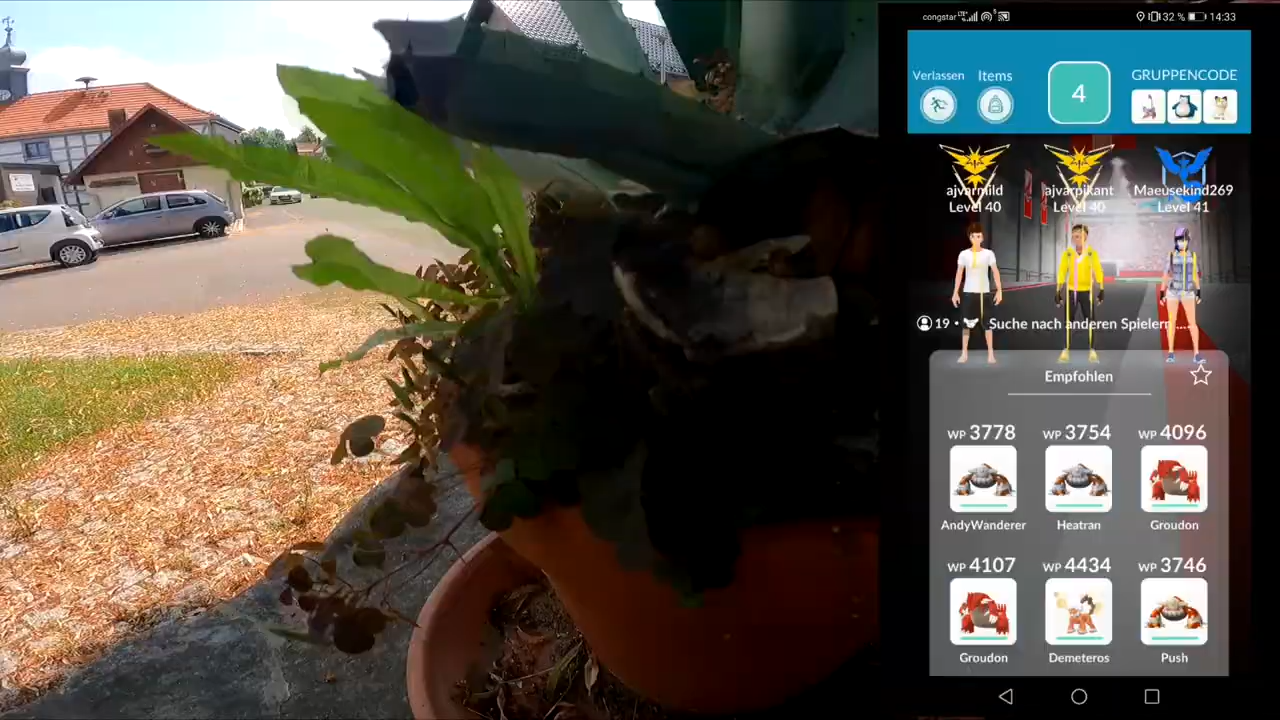 congstar 32 % 14:33
Verlassen Items 4 GRUPPENCODE
ajvarmild ajvarpikant Maeusekind269
Level 40 Level 40 Level 41
19 • Suche nach anderen Spielern ....
Empfohlen
WP 3778 WP 3754 WP 4096
AndyWanderer Heatran Groudon
WP 4107 WP 4434 WP 3746
Groudon Demeteros Push